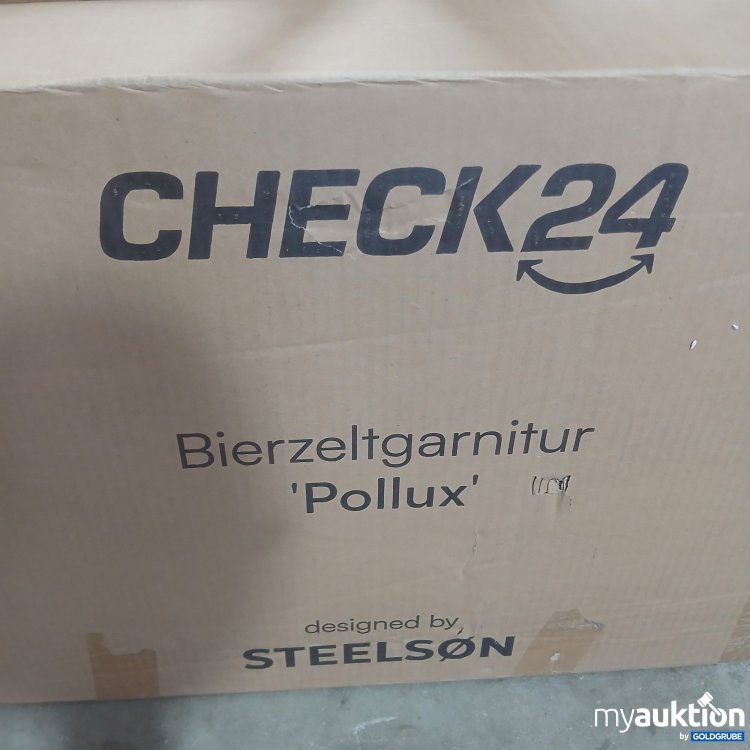 CHECK24
Bierzeltgarnitur
'Pollux'
designed by
STEELSØN
myauktion
by GOLDGRUBE